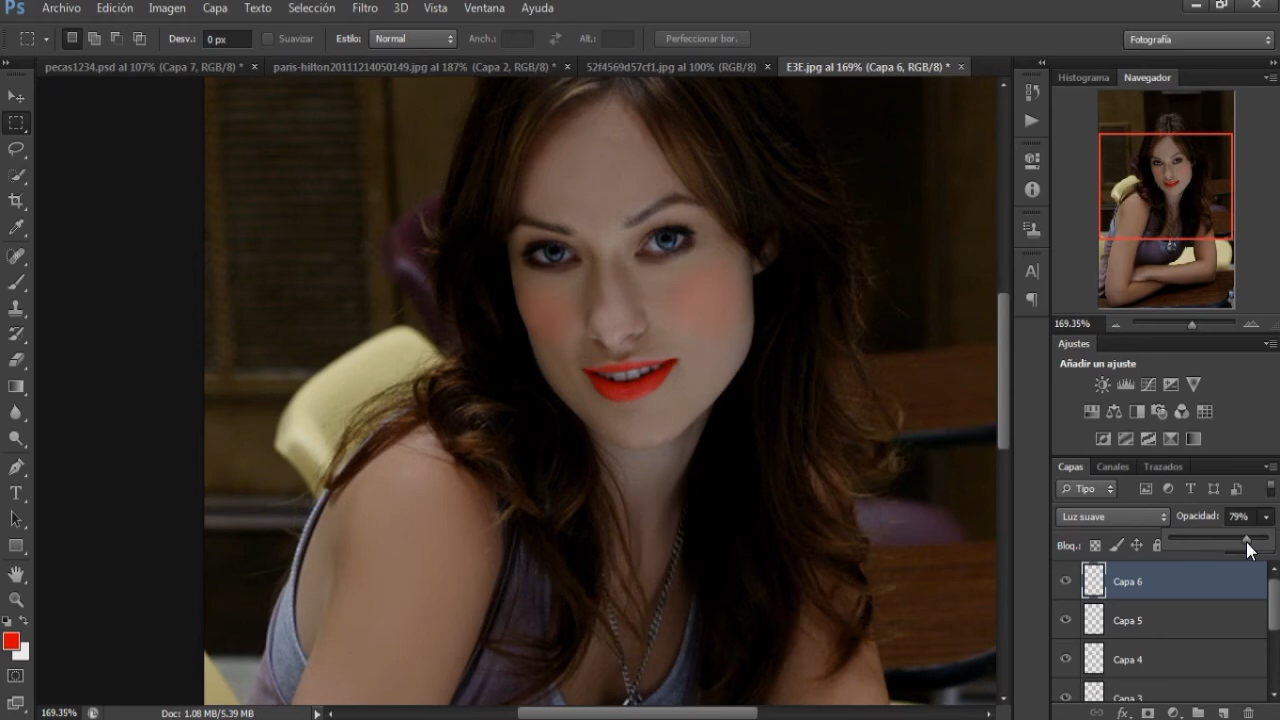 Ps Archivo Edición Imagen Capa Texto Selección Filtro 3D Vista Ventana Ayuda
Desv.: 0 px Suavizar Estilo: Normal Anch.: Alt.: Perfeccionar bor. Fotografía
pecas1234.psd al 107% (Capa 7, RGB/8) * × paris-hilton20111214050149.jpg al 187% (Capa 2, RGB/8) * × 52f4569d57cf1.jpg al 100% (RGB/8) × E3E.jpg al 169% (Capa 6, RGB/8) * ×
Histograma Navegador
169.35%
Ajustes
Añadir un ajuste
Capas Canales Trazados
Tipo
Luz suave Opacidad: 79%
Bloq.:
Capa 6
Capa 5
Capa 4
Capa 3
169.35% Doc: 1.08 MB/5.39 MB